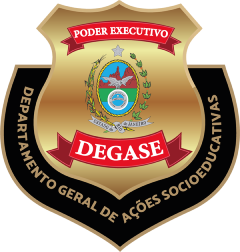 PODER EXECUTIVO
DEGASE
DEPARTAMENTO GERAL DE AÇÕES SOCIOEDUCATIVAS